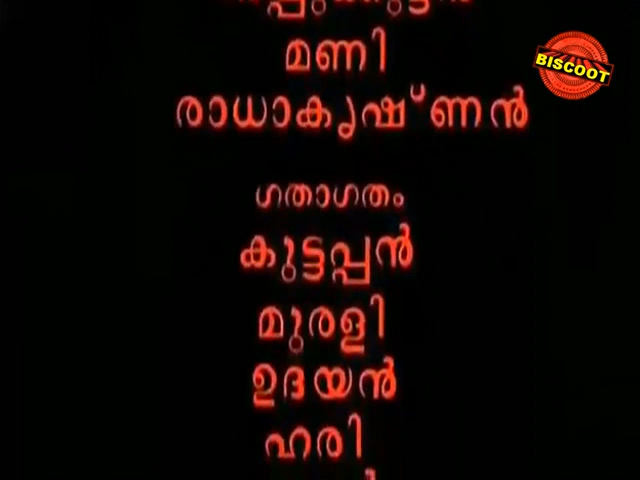 മണി
രാധാകൃഷ്ണൻ
ഗതാഗതം
കുട്ടപ്പൻ
മുരളി
ഉദയൻ
ഹരി
BISCOOT